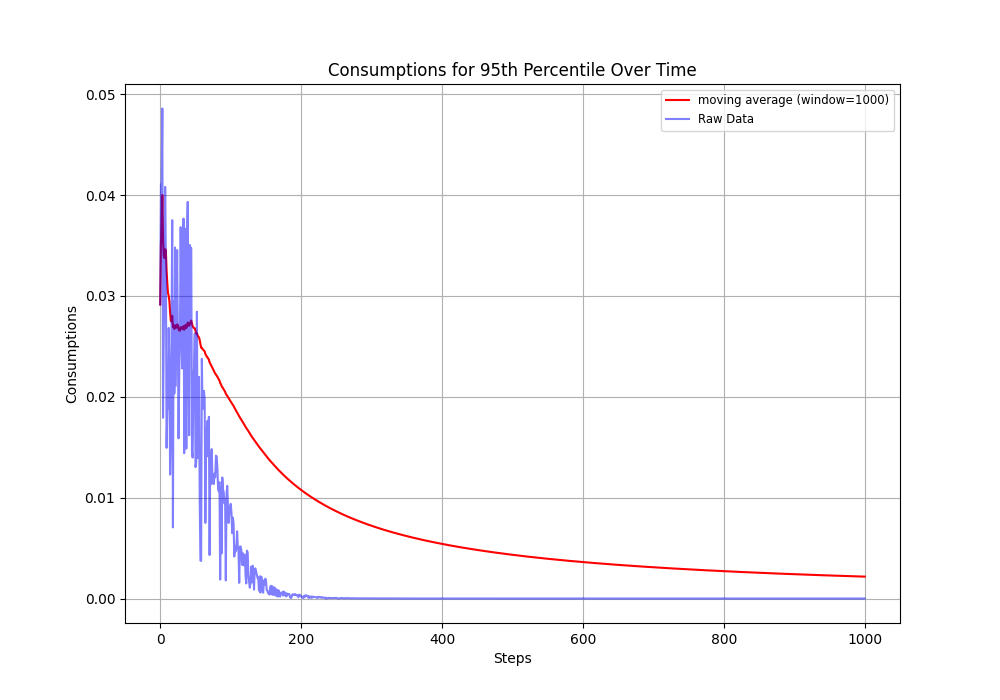 Consumptions for 95th Percentile Over Time
moving average (window=1000)
Raw Data
Consumptions
0.05
0.04
0.03
0.02
0.01
0.00
0 200 400 600 800 1000
Steps